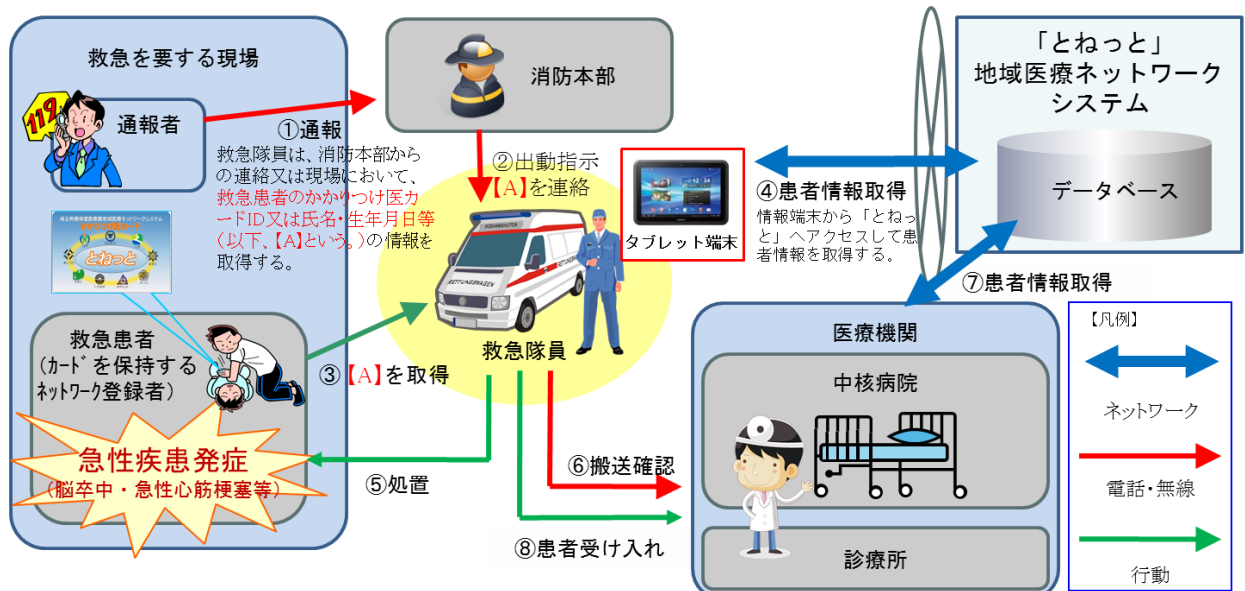 救急を要する現場
119
通報者
①通報
救急隊員は、消防本部から
の連絡又は現場において、
救急患者のかかりつけ医カ
ードID又は氏名・生年月日等
(以下、【A】という。)の情報を
取得する。
消防本部
②出動指示
【A】を連絡
タブレット端末
④患者情報取得
情報端末から「とねっ
と」へアクセスして患
者情報を取得する。
「とねっと」
地域医療ネットワーク
システム
データベース
とねっと
RETTUNGSWAGEN
救急隊員
救急患者
(カードを保持する
ネットワーク登録者)
③【A】を取得
急性疾患発症
(脳卒中・急性心筋梗塞等)
⑤処置
⑥搬送確認
⑧患者受け入れ
⑦患者情報取得
医療機関
中核病院
診療所
【凡例】
ネットワーク
電話・無線
行動